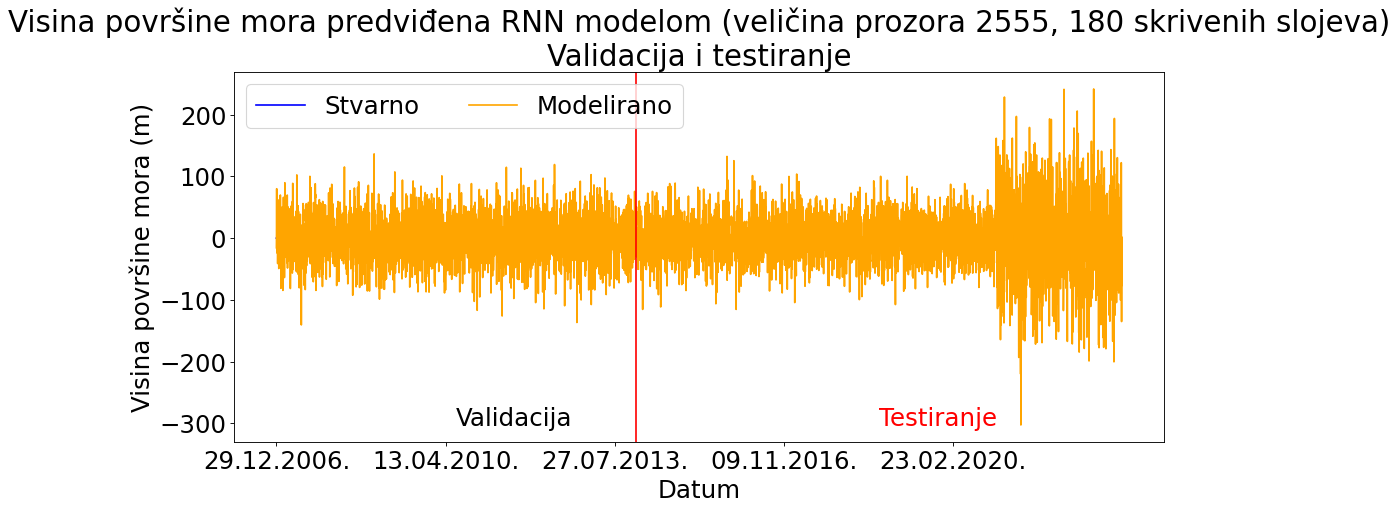 Visina površine mora predviđena RNN modelom (veličina prozora 2555, 180 skrivenih slojeva)
Validacija i testiranje
Stvarno
Modelirano
Visina površine mora (m)
200
100
0
−100
−200
−300
Validacija
Testiranje
29.12.2006.
13.04.2010.
27.07.2013.
09.11.2016.
23.02.2020.
Datum